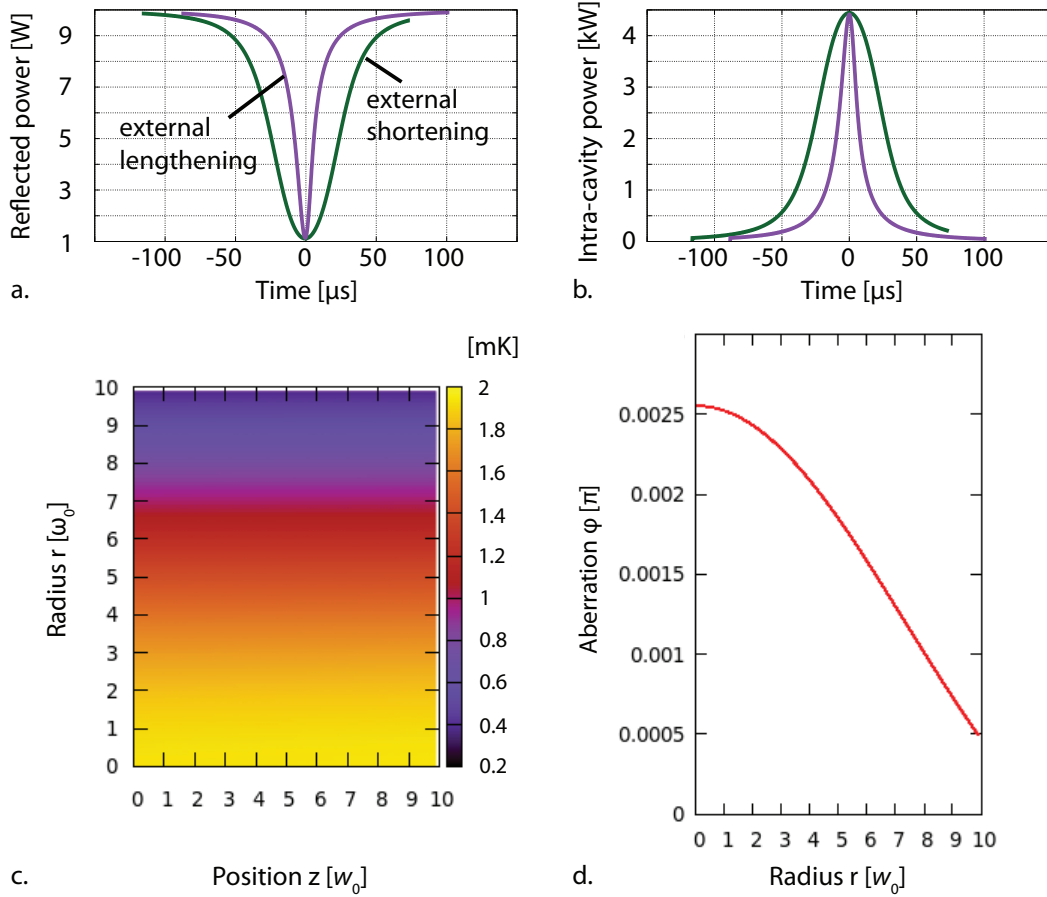 Reflected power [W]
9
7
5
3
1
external
lengthening
external
shortening
-100
-50
0
50
100
a.
Time [µs]
Intra-cavity power [kW]
4
3
2
1
0
-100
-50
0
50
100
b.
Time [µs]
[mK]
Radius r [ω0]
10
9
8
7
6
5
4
3
2
1
0
2
1.8
1.6
1.4
1.2
1
0.8
0.6
0.4
0.2
0 1 2 3 4 5 6 7 8 9 10
c.
Position z [w0]
Aberration φ [π]
0.0025
0.002
0.0015
0.001
0.0005
0
0 1 2 3 4 5 6 7 8 9 10
d.
Radius r [w0]